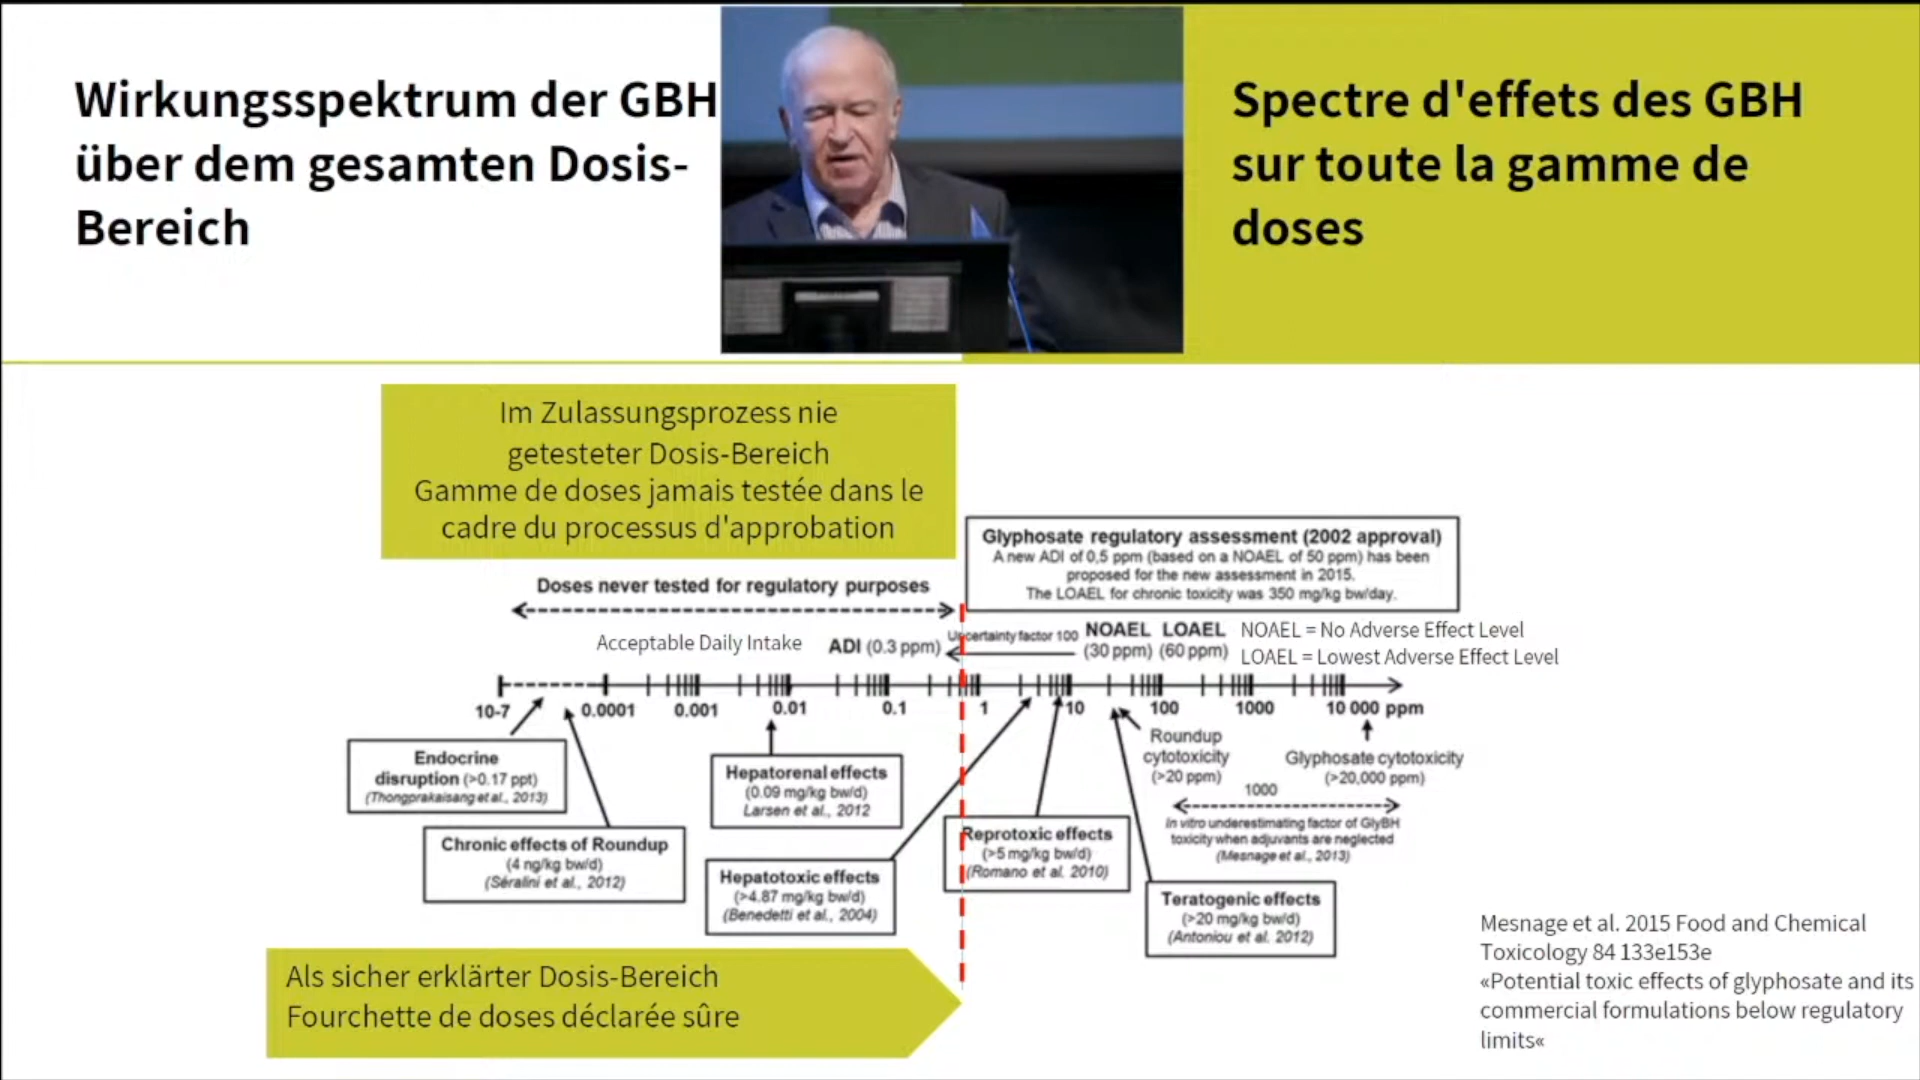 Wirkungsspektrum der GBH
über dem gesamten Dosis-
Bereich
Spectre d'effets des GBH
sur toute la gamme de
doses
Im Zulassungsprozess nie
getesteter Dosis-Bereich
Gamme de doses jamais testée dans le
cadre du processus d'approbation
Glyphosate regulatory assessment (2002 approval)
A new ADI of 0,5 ppm (based on a NOAEL of 50 ppm) has been
proposed for the new assessment in 2015.
The LOAEL for chronic toxicity was 350 mg/kg bw/day.
Doses never tested for regulatory purposes
Acceptable Daily Intake
ADI (0.3 ppm)
Uncertainty factor 100
NOAEL
(30 ppm)
LOAEL
(60 ppm)
NOAEL = No Adverse Effect Level
LOAEL = Lowest Adverse Effect Level
10-7 0.0001 0.001 0.01 0.1 1 10 100 1000 10 000 ppm
Endocrine
disruption (>0.17 ppt)
(Thongprakaisang et al., 2013)
Chronic effects of Roundup
(4 ng/kg bw/d)
(Séralini et al., 2012)
Hepatorenal effects
(0.09 mg/kg bw/d)
Larsen et al., 2012
Hepatotoxic effects
(>4.87 mg/kg bw/d)
(Benedetti et al., 2004)
Reprotoxic effects
(>5 mg/kg bw/d)
(Romano et al. 2010)
Teratogenic effects
(>20 mg/kg bw/d)
(Antoniou et al. 2012)
Roundup
cytotoxicity
(>20 ppm)
Glyphosate cytotoxicity
(>20,000 ppm)
1000
In vitro underestimating factor of GlyBH
toxicity when adjuvants are neglected
(Mesnage et al., 2013)
Als sicher erklärter Dosis-Bereich
Fourchette de doses déclarée sûre
Mesnage et al. 2015 Food and Chemical
Toxicology 84 133e153e
«Potential toxic effects of glyphosate and its
commercial formulations below regulatory
limits«